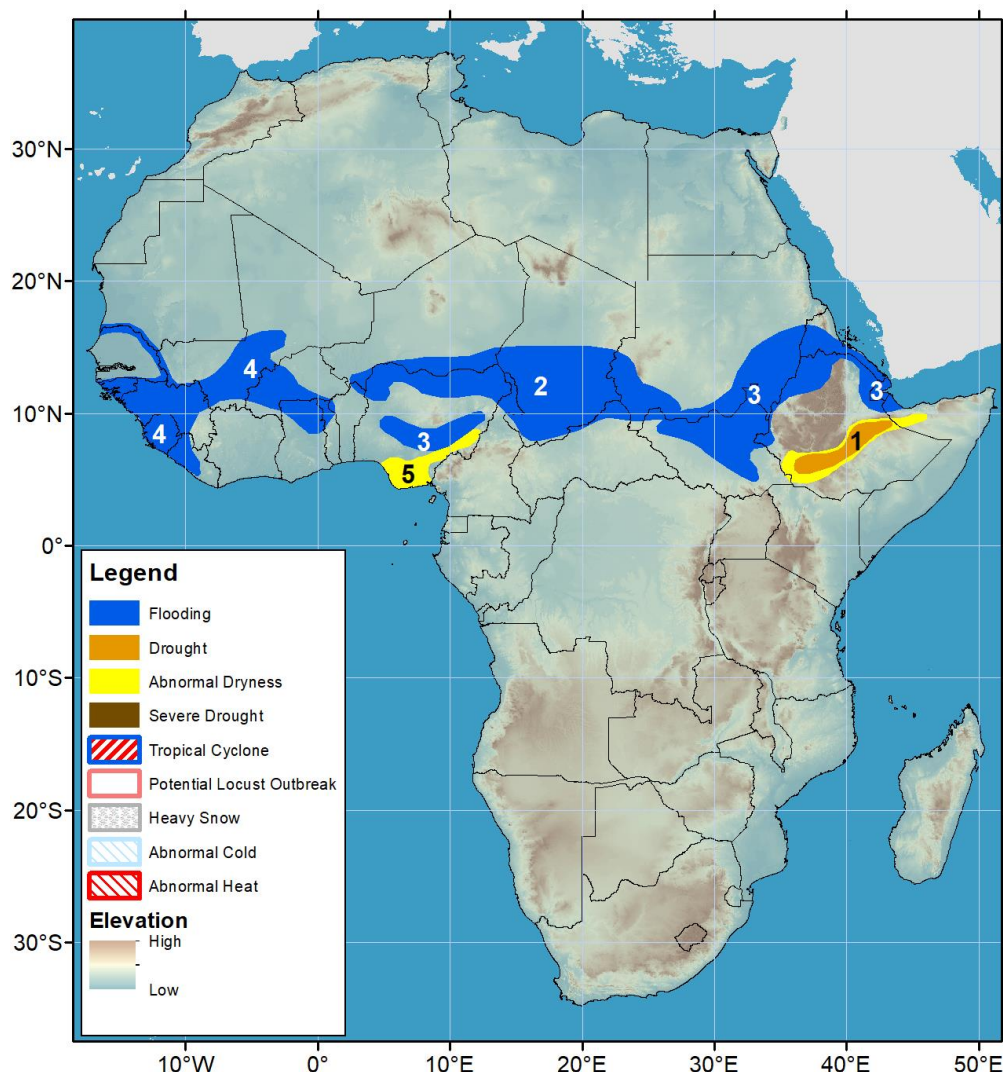 30°N
20°N
10°N
0°
10°S
20°S
30°S
4
4
2
3
3
3
5
1
Legend
Flooding
Drought
Abnormal Dryness
Severe Drought
Tropical Cyclone
Potential Locust Outbreak
Heavy Snow
Abnormal Cold
Abnormal Heat
Elevation
High
Low
10°W
0°
10°E
20°E
30°E
40°E
50°E